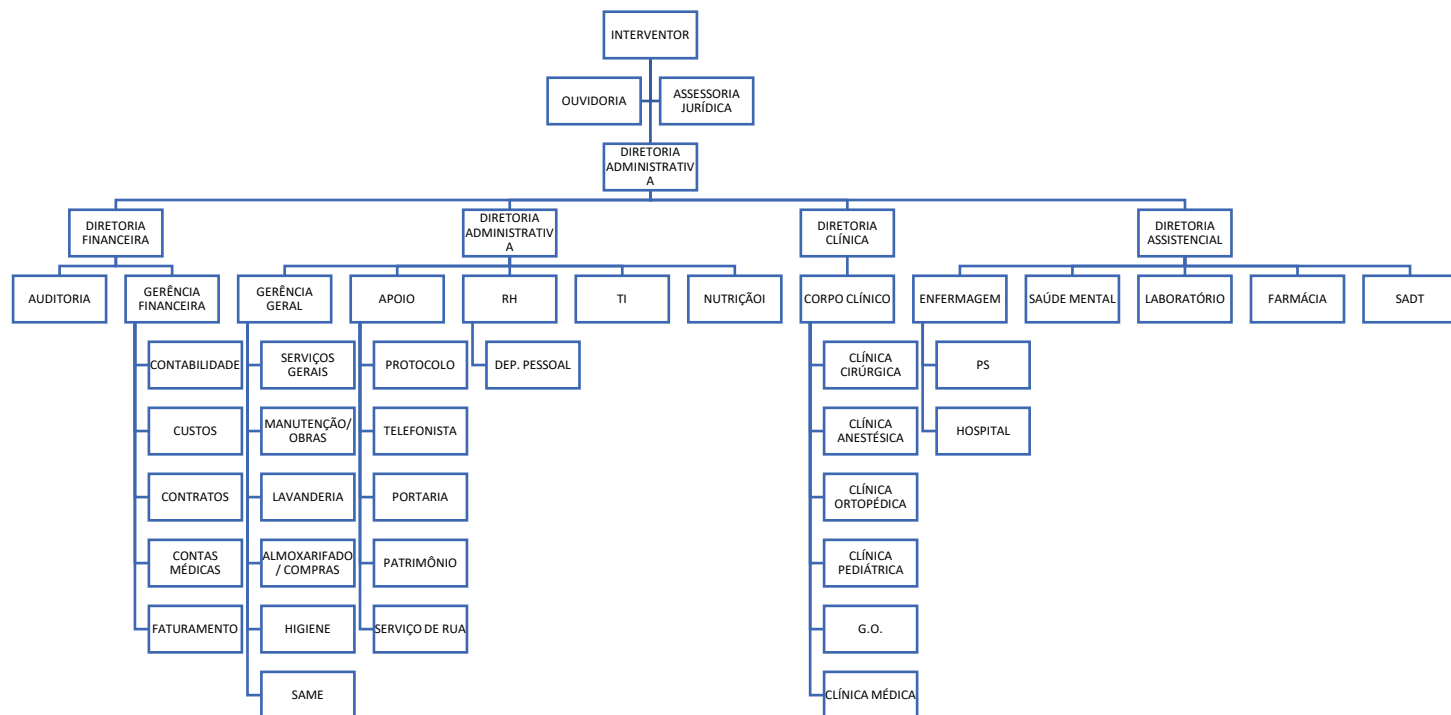 INTERVENTOR
OUVIDORIA
ASSESSORIA
JURÍDICA
DIRETORIA
ADMINISTRATIV
A
DIRETORIA
FINANCEIRA
DIRETORIA
ADMINISTRATIV
A
DIRETORIA
CLÍNICA
DIRETORIA
ASSISTENCIAL
AUDITORIA
GERÊNCIA
FINANCEIRA
GERÊNCIA
GERAL
APOIO
RH
TI
NUTRIÇÃOI
CORPO CLÍNICO
ENFERMAGEM
SAÚDE MENTAL
LABORATÓRIO
FARMÁCIA
SADT
CONTABILIDADE
SERVIÇOS
GERAIS
PROTOCOLO
DEP. PESSOAL
CLÍNICA
CIRÚRGICA
PS
CUSTOS
MANUTENÇÃO/
OBRAS
TELEFONISTA
CLÍNICA
ANESTÉSICA
HOSPITAL
CONTRATOS
LAVANDERIA
PORTARIA
CLÍNICA
ORTOPÉDICA
CONTAS
MÉDICAS
ALMOXARIFADO
/ COMPRAS
PATRIMÔNIO
CLÍNICA
PEDIÁTRICA
FATURAMENTO
HIGIENE
SERVIÇO DE RUA
G.O.
SAME
CLÍNICA MÉDICA